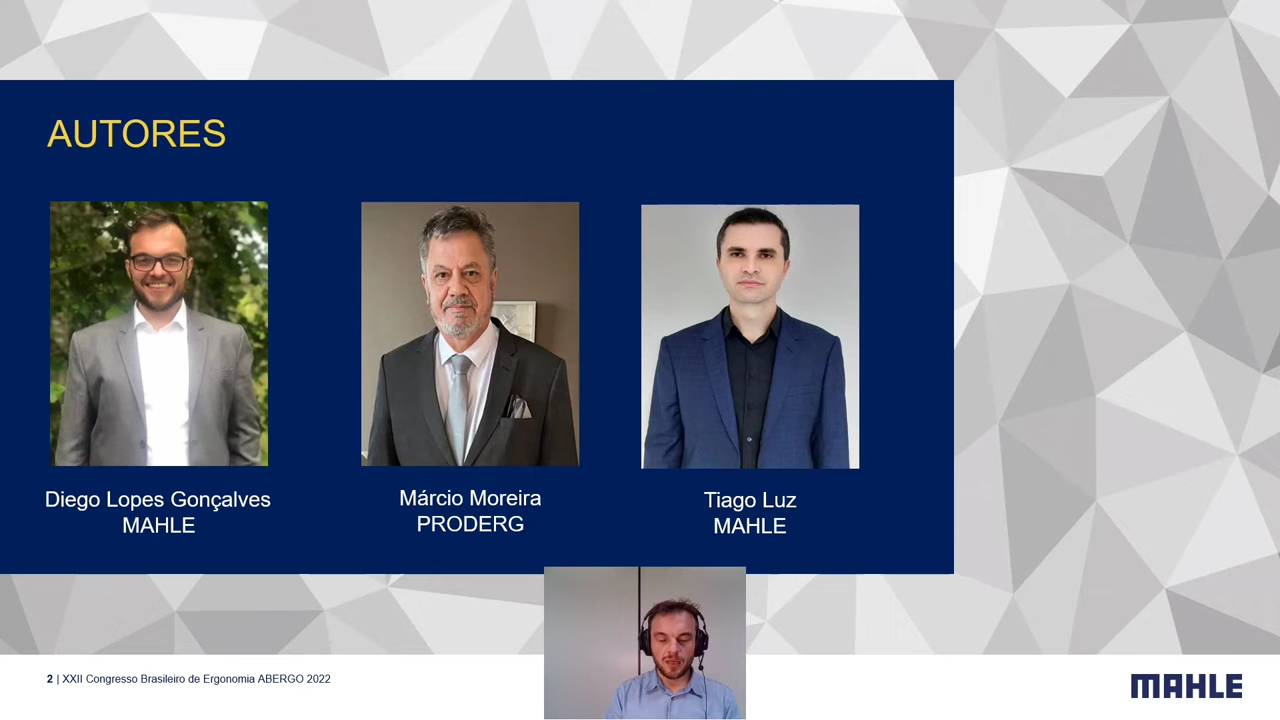 AUTORES
Diego Lopes Gonçalves
MAHLE
Márcio Moreira
PRODERG
Tiago Luz
MAHLE
2 | XXII Congresso Brasileiro de Ergonomia ABERGO 2022
MAHLE